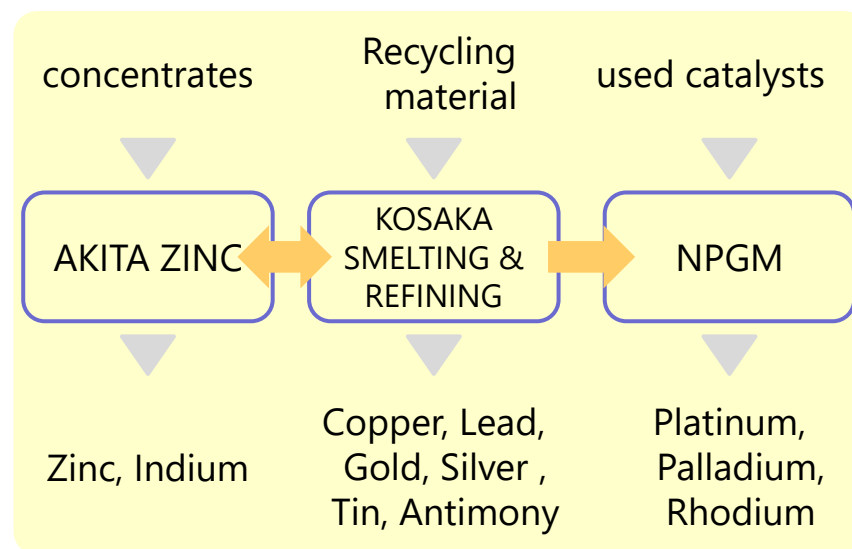 concentrates
Recycling
material
used catalysts
AKITA ZINC
KOSAKA
SMELTING &
REFINING
NPGM
Zinc, Indium
Copper, Lead,
Gold, Silver ,
Tin, Antimony
Platinum,
Palladium,
Rhodium